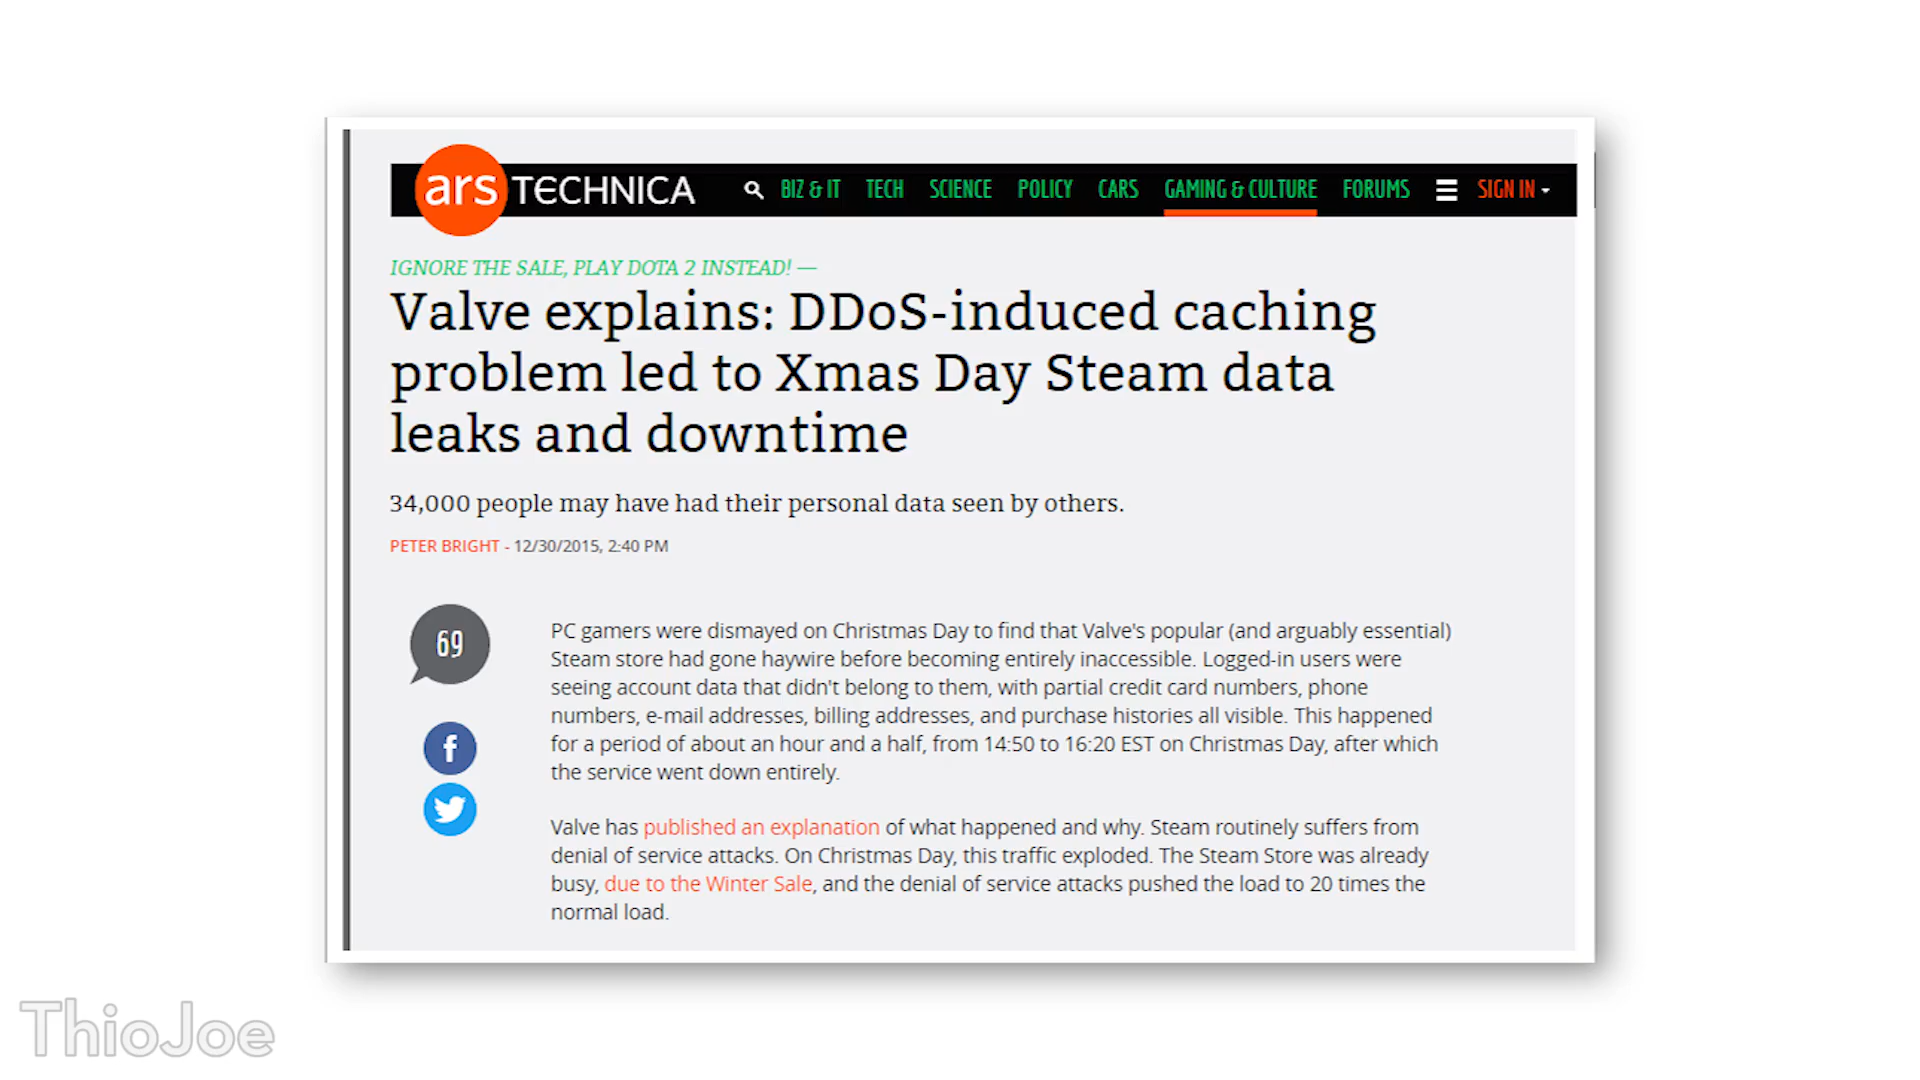 ars TECHNICA BIZ & IT TECH SCIENCE POLICY CARS GAMING & CULTURE FORUMS SIGN IN
IGNORE THE SALE, PLAY DOTA 2 INSTEAD! —
Valve explains: DDoS-induced caching
problem led to Xmas Day Steam data
leaks and downtime
34,000 people may have had their personal data seen by others.
PETER BRIGHT - 12/30/2015, 2:40 PM
69
PC gamers were dismayed on Christmas Day to find that Valve's popular (and arguably essential)
Steam store had gone haywire before becoming entirely inaccessible. Logged-in users were
seeing account data that didn't belong to them, with partial credit card numbers, phone
numbers, e-mail addresses, billing addresses, and purchase histories all visible. This happened
for a period of about an hour and a half, from 14:50 to 16:20 EST on Christmas Day, after which
the service went down entirely.
Valve has published an explanation of what happened and why. Steam routinely suffers from
denial of service attacks. On Christmas Day, this traffic exploded. The Steam Store was already
busy, due to the Winter Sale, and the denial of service attacks pushed the load to 20 times the
normal load.
ThioJoe